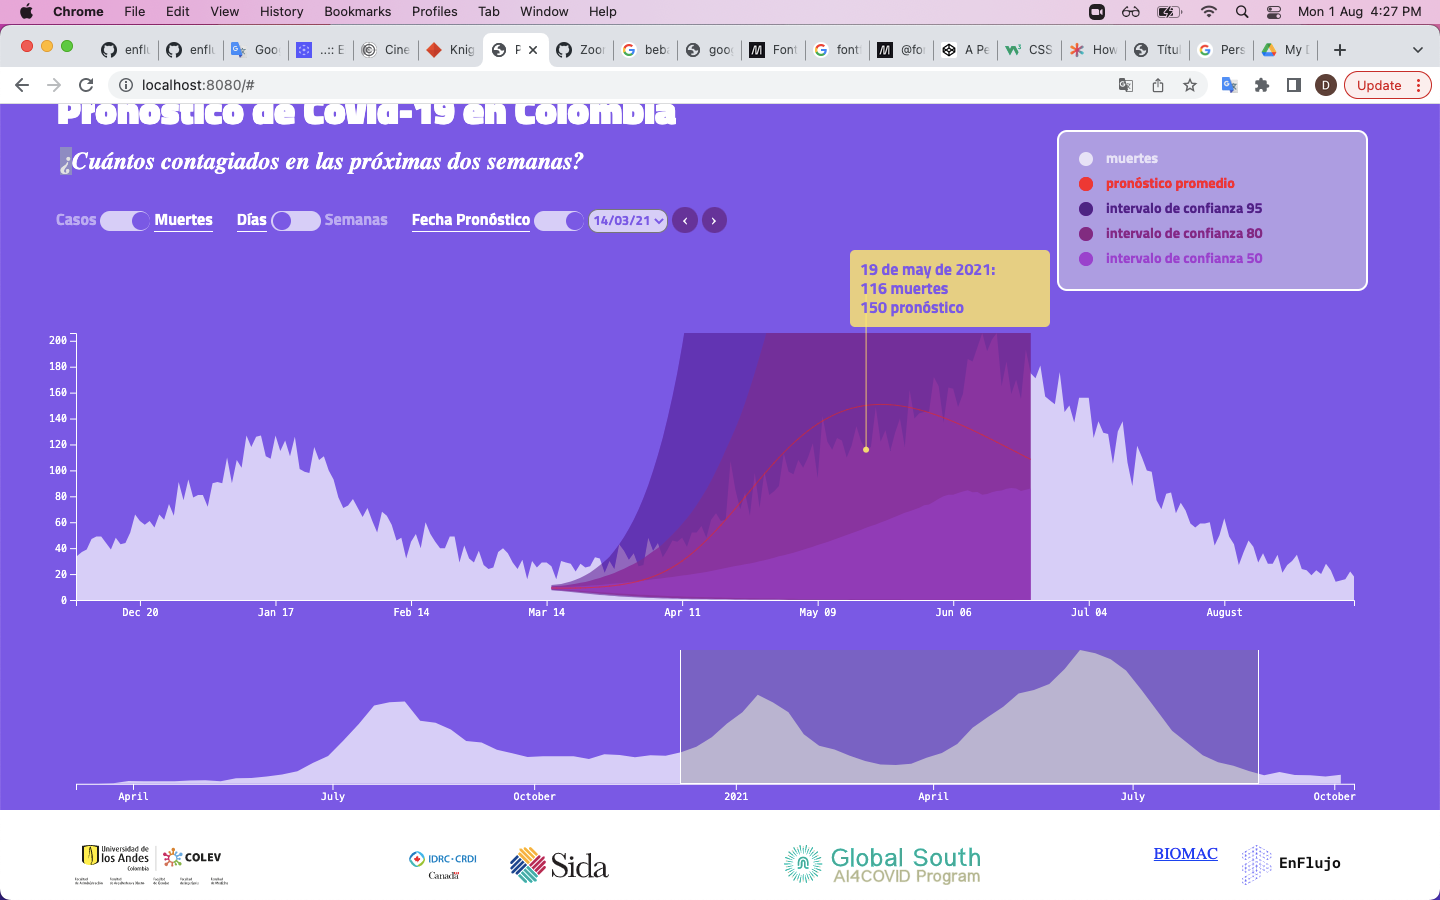 Chrome File Edit View History Bookmarks Profiles Tab Window Help Mon 1 Aug 4:27 PM
enflu enflu Goo ..:: E Cine Knig P Zoor beba goo Font font @for A Pe CSS How Títul Pers My D
localhost:8080/# D Update
Pronóstico de Covid-19 en Colombia
¿Cuántos contagiados en las próximas dos semanas?
muertes
pronóstico promedio
intervalo de confianza 95
intervalo de confianza 80
intervalo de confianza 50
Casos Muertes Días Semanas Fecha Pronóstico 14/03/21 ‹ ›
19 de may de 2021:
116 muertes
150 pronóstico
200
180
160
140
120
100
80
60
40
20
0
Dec 20 Jan 17 Feb 14 Mar 14 Apr 11 May 09 Jun 06 Jul 04 August
April July October 2021 April July October
Universidad de
los Andes
Colombia
COLEV
IDRC · CRDI
Canada
Sida
Global South
AI4COVID Program
BIOMAC
EnFlujo